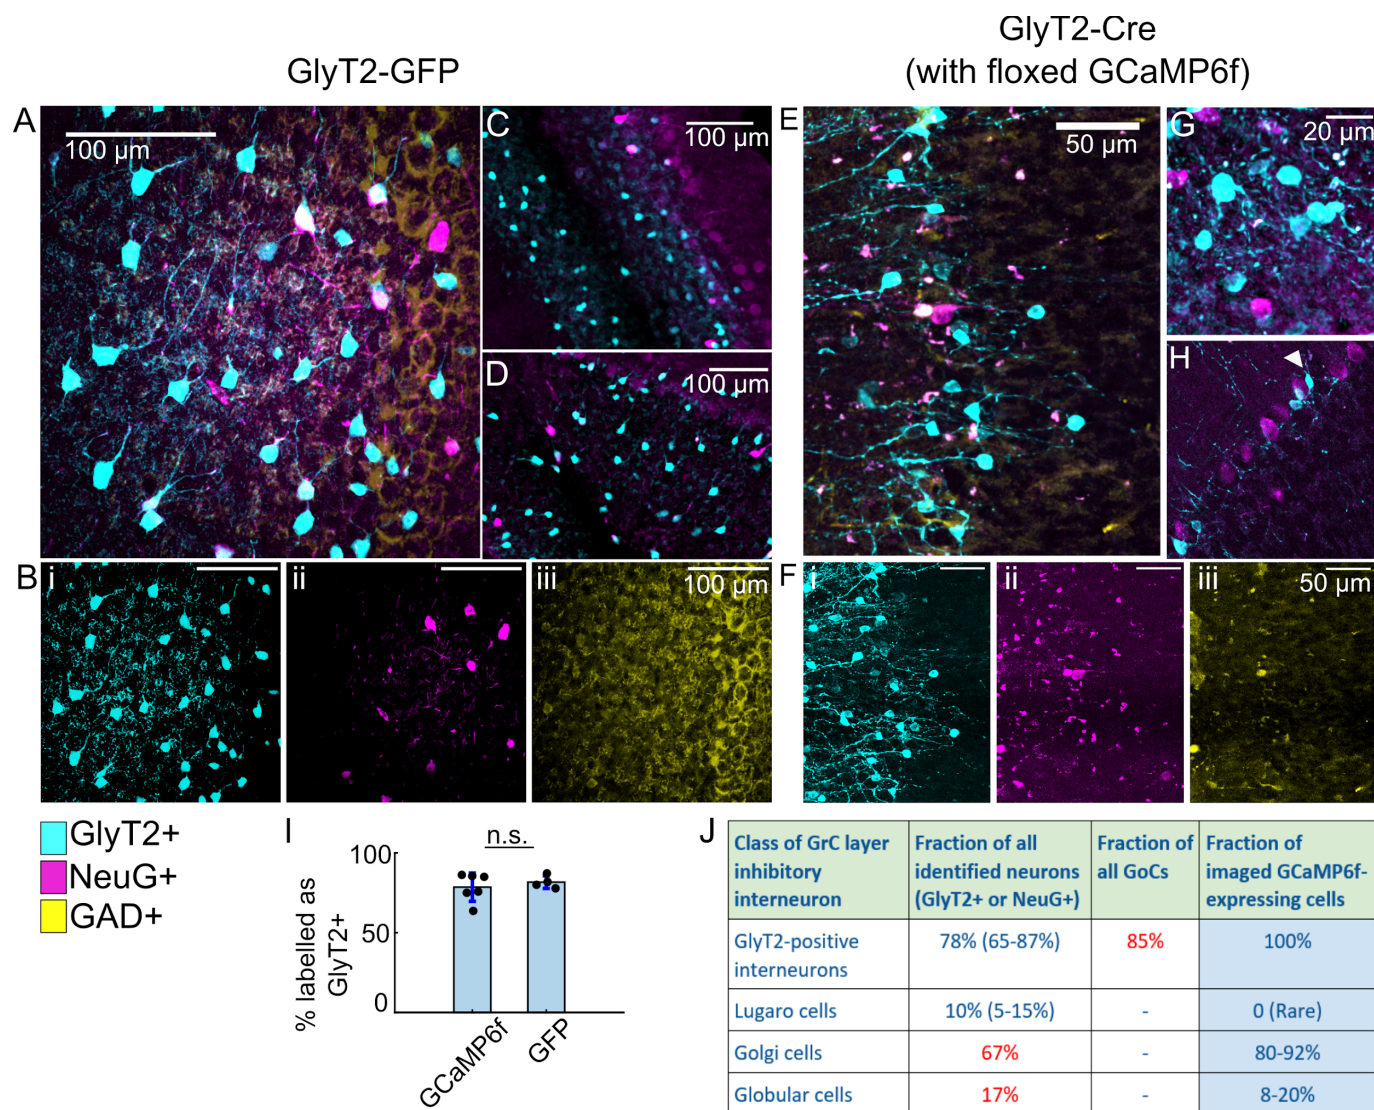 GlyT2-GFP
GlyT2-Cre
(with floxed GCaMP6f)
A
100 µm
C
100 µm
D
100 µm
E
50 µm
G
20 µm
H
B
i
ii
iii
100 µm
F
i
ii
iii
50 µm
GlyT2+
NeuG+
GAD+
I
n.s.
100
50
0
% labelled as
GlyT2+
GCaMP6f
GFP
J
Class of GrC layer
inhibitory
interneuron
Fraction of all
identified neurons
(GlyT2+ or NeuG+)
Fraction of
all GoCs
Fraction of
imaged GCaMP6f-
expressing cells
GlyT2-positive
interneurons
78% (65-87%)
85%
100%
Lugaro cells
10% (5-15%)
-
0 (Rare)
Golgi cells
67%
-
80-92%
Globular cells
17%
-
8-20%